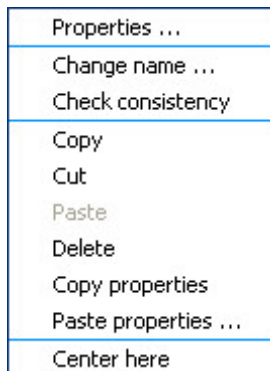 Properties ...
Change name ...
Check consistency
Copy
Cut
Paste
Delete
Copy properties
Paste properties ...
Center here